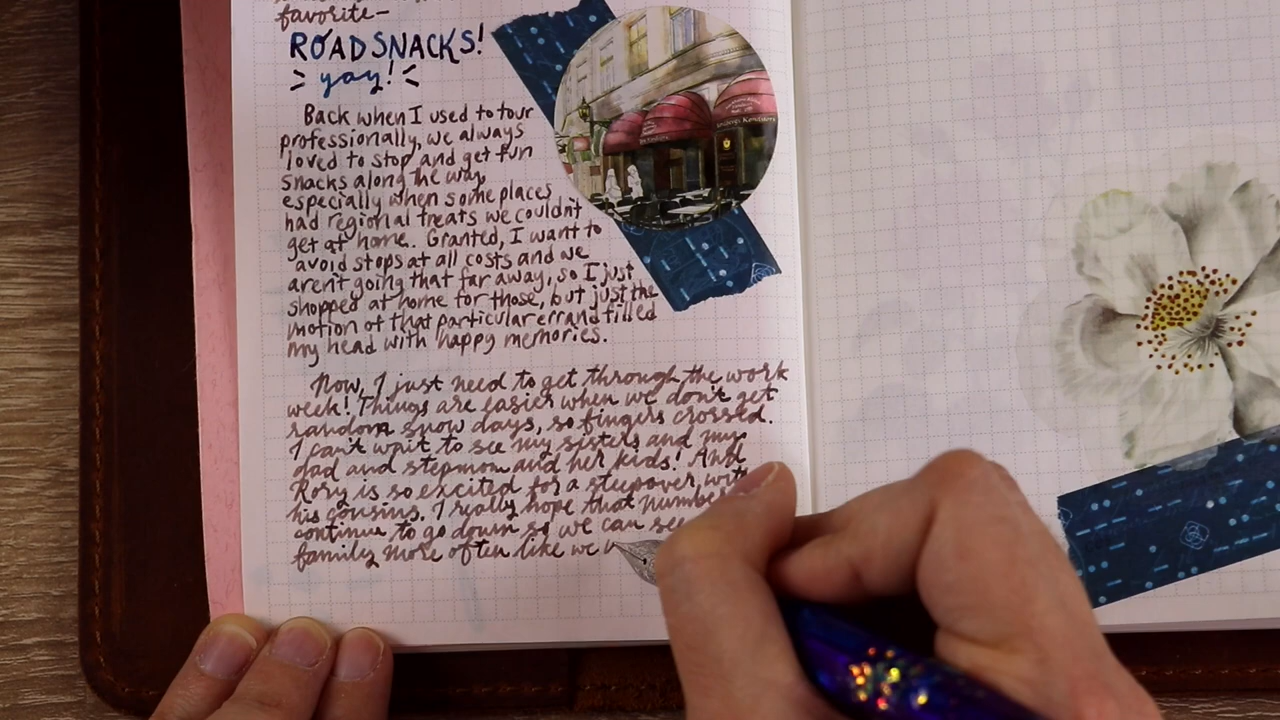 favorite—
ROAD SNACKS!
yay!
Back when I used to tour
professionally, we always
loved to stop and get fun
snacks along the way,
especially when some places
had regional treats we couldn't
get at home. Granted, I want to
avoid stops at all costs and we
aren't going that far away, so I just
shopped at home for those, but just the
motion of that particular errand filled
my head with happy memories.
Now, I just need to get through the work
week! Things are easier when we don't get
random snow days, so fingers crossed.
I can't wait to see my sisters and my
dad and stepmom and her kids! And
Rory is so excited for a sleepover with
his cousins. I really hope that number
continue to go down so we can see
family more often like we